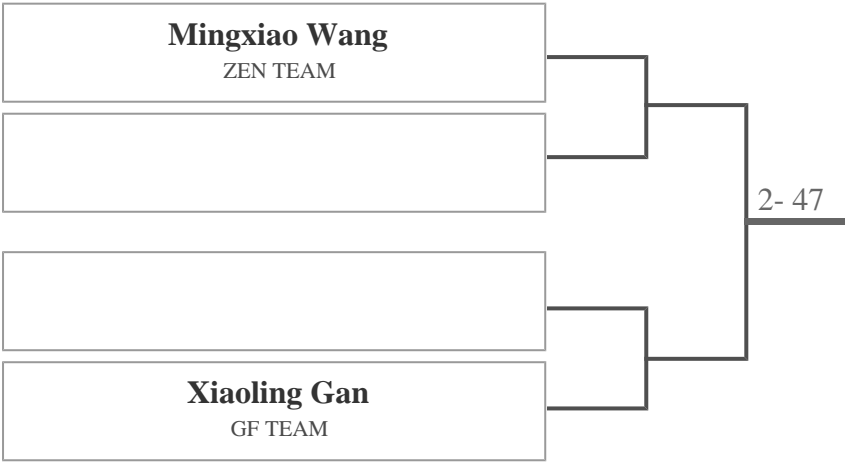 Mingxiao Wang
ZEN TEAM
2- 47
Xiaoling Gan
GF TEAM